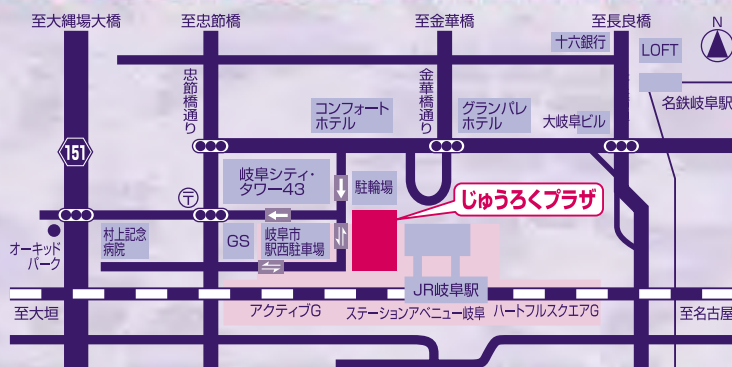 至大縄場大橋
至忠節橋
至金華橋
至長良橋
N
十六銀行
LOFT
忠節橋通り
金華橋通り
名鉄岐阜駅
コンフォート
ホテル
グランパレ
ホテル
大岐阜ビル
151
岐阜シティ・
タワー43
駐輪場
じゅうろくプラザ
〒
オーキッド
パーク
村上記念
病院
GS
岐阜市
駅西駐車場
JR岐阜駅
至大垣
アクティブG
ステーションアベニュー岐阜
ハートフルスクエアG
至名古屋